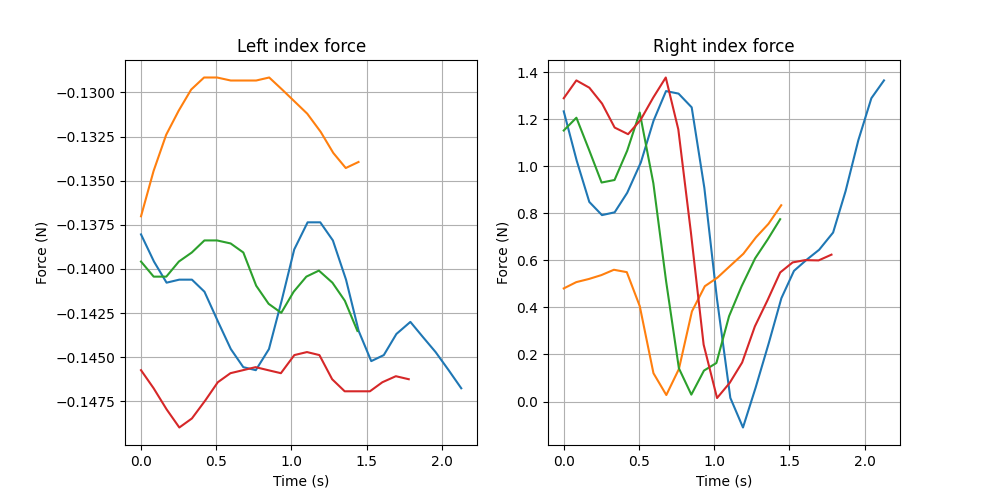 Left index force
Force (N)
−0.1300
−0.1325
−0.1350
−0.1375
−0.1400
−0.1425
−0.1450
−0.1475
0.0 0.5 1.0 1.5 2.0
Time (s)
Right index force
Force (N)
1.4
1.2
1.0
0.8
0.6
0.4
0.2
0.0
0.0 0.5 1.0 1.5 2.0
Time (s)